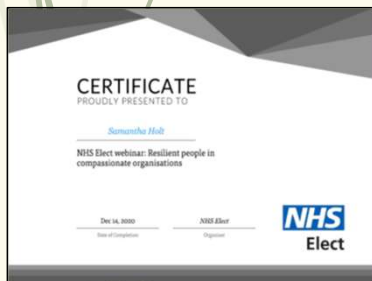 CERTIFICATE
PROUDLY PRESENTED TO
Samantha Holt
NHS Elect webinar: Resilient people in
compassionate organisations
Dec 14, 2020 NHS Elect
Date of Completion Organiser
NHS
Elect